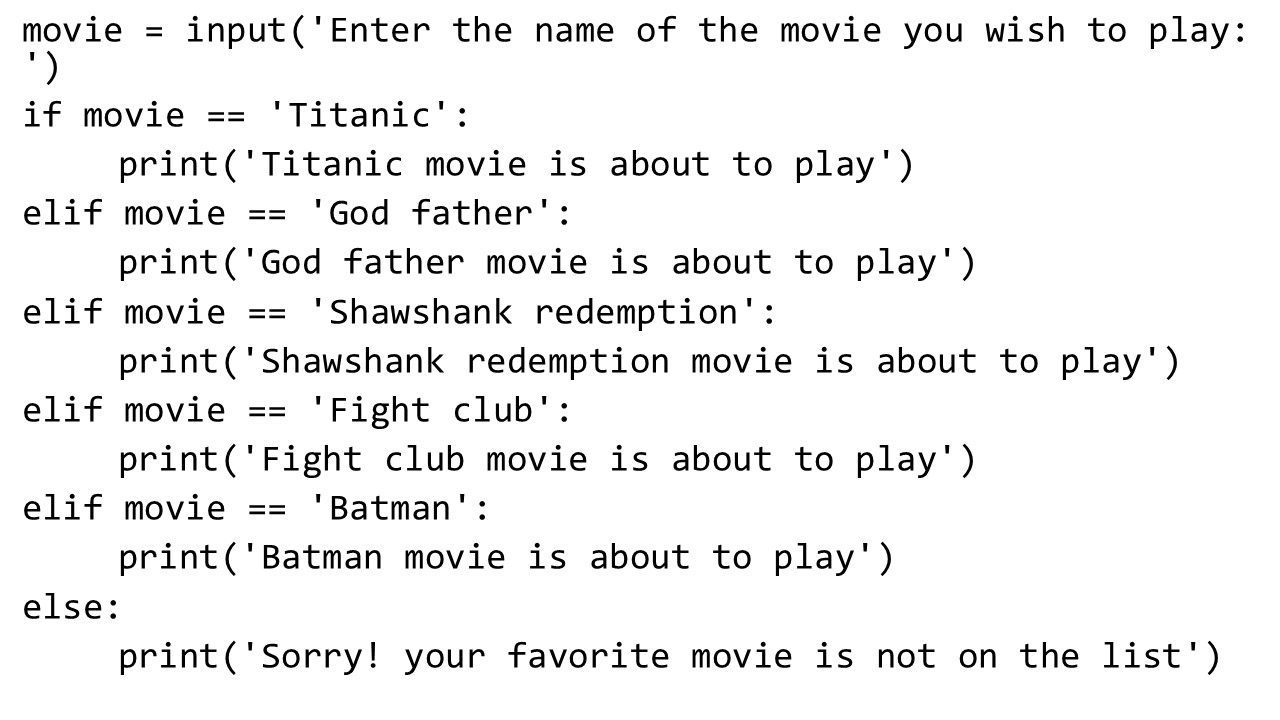 movie = input('Enter the name of the movie you wish to play:
')
if movie == 'Titanic':
print('Titanic movie is about to play')
elif movie == 'God father':
print('God father movie is about to play')
elif movie == 'Shawshank redemption':
print('Shawshank redemption movie is about to play')
elif movie == 'Fight club':
print('Fight club movie is about to play')
elif movie == 'Batman':
print('Batman movie is about to play')
else:
print('Sorry! your favorite movie is not on the list')